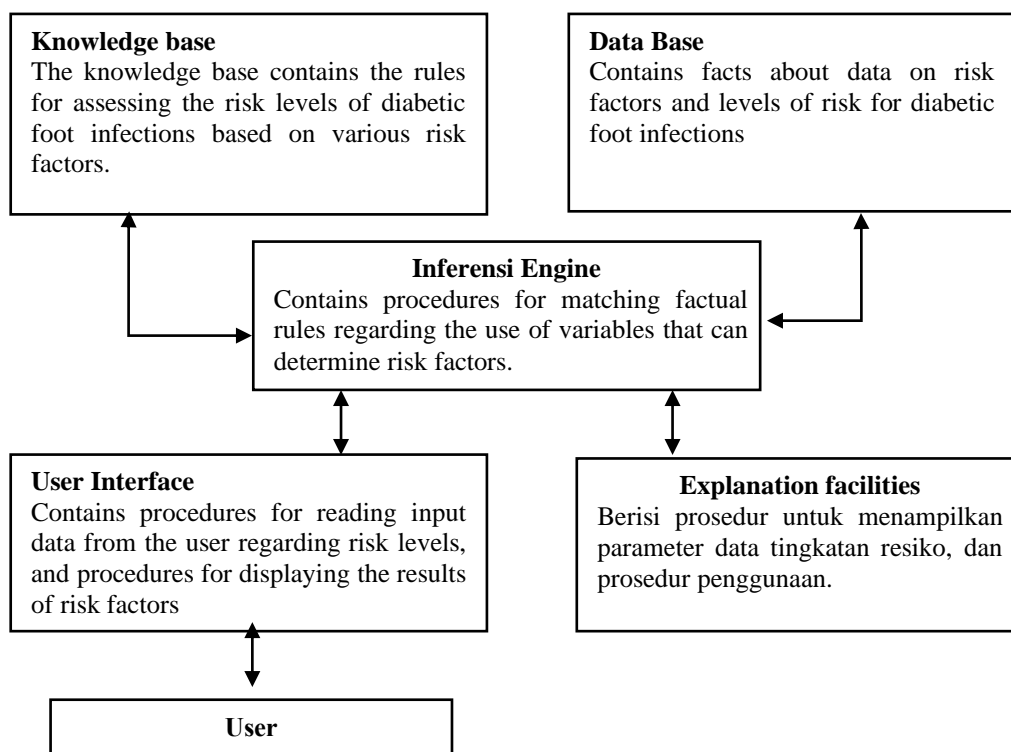 Knowledge base
The knowledge base contains the rules
for assessing the risk levels of diabetic
foot infections based on various risk
factors.
Data Base
Contains facts about data on risk
factors and levels of risk for diabetic
foot infections
Inferensi Engine
Contains procedures for matching factual
rules regarding the use of variables that can
determine risk factors.
User Interface
Contains procedures for reading input
data from the user regarding risk levels,
and procedures for displaying the results
of risk factors
Explanation facilities
Berisi prosedur untuk menampilkan
parameter data tingkatan resiko, dan
prosedur penggunaan.
User